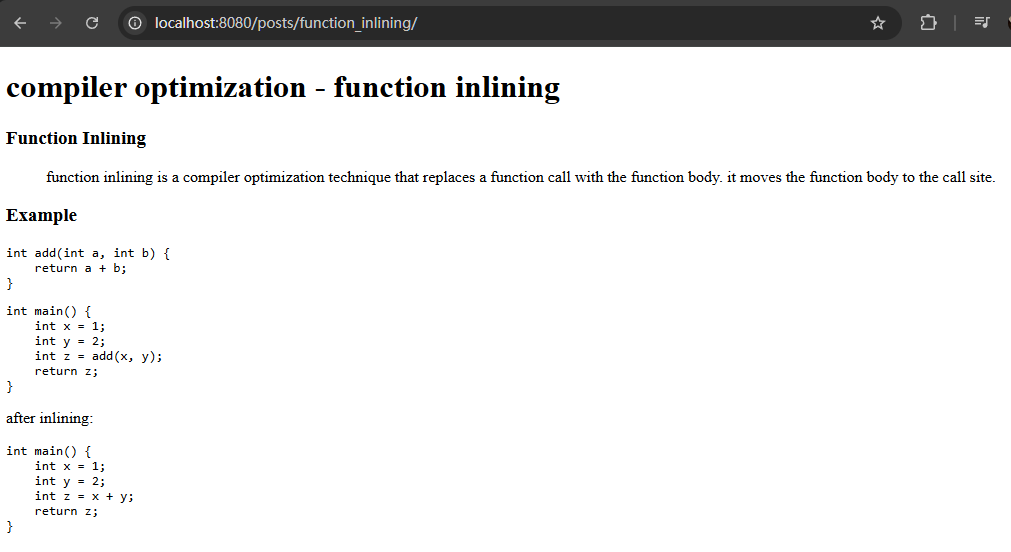 localhost:8080/posts/function_inlining/
compiler optimization - function inlining
Function Inlining
function inlining is a compiler optimization technique that replaces a function call with the function body. it moves the function body to the call site.
Example
int add(int a, int b) {
    return a + b;
}
int main() {
    int x = 1;
    int y = 2;
    int z = add(x, y);
    return z;
}
after inlining:
int main() {
    int x = 1;
    int y = 2;
    int z = x + y;
    return z;
}